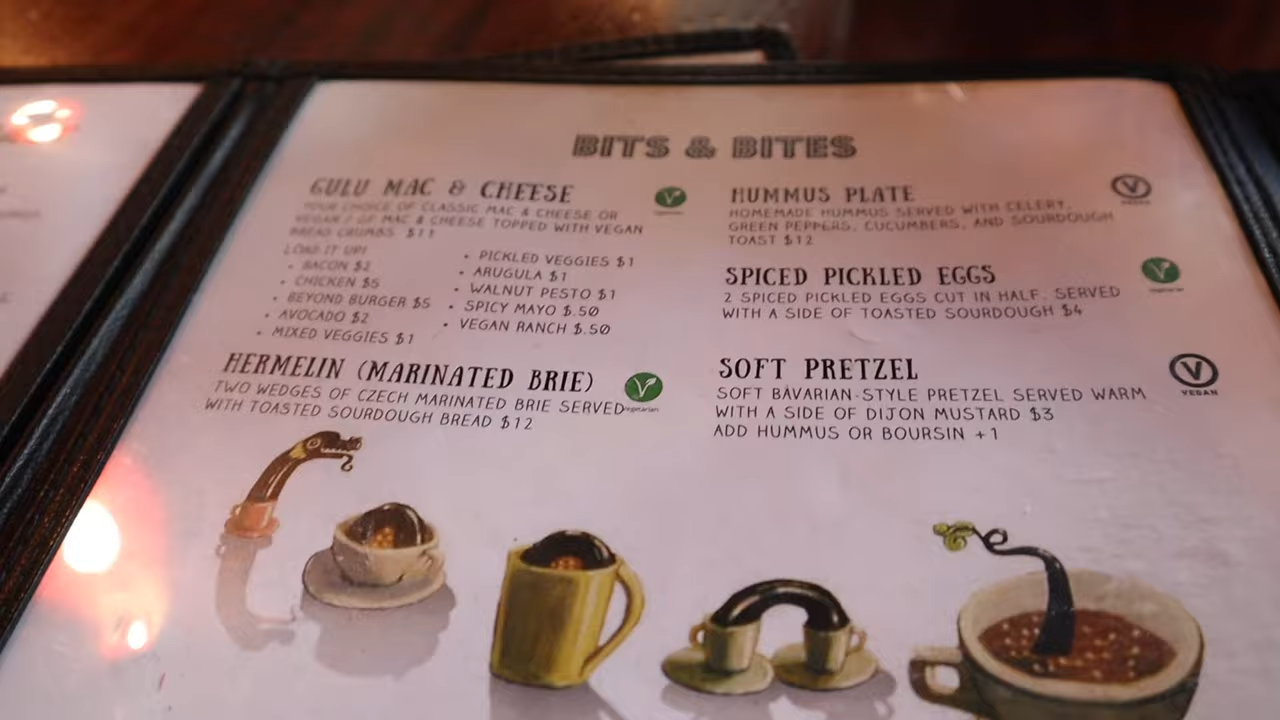 BITS & BITES
GULU MAC & CHEESE
YOUR CHOICE OF CLASSIC MAC & CHEESE OR
VEGAN / GF MAC & CHEESE TOPPED WITH VEGAN
BREAD CRUMBS $11
LOAD IT UP!
• BACON $2
• CHICKEN $5
• BEYOND BURGER $5
• AVOCADO $2
• MIXED VEGGIES $1
• PICKLED VEGGIES $1
• ARUGULA $1
• WALNUT PESTO $1
• SPICY MAYO $.50
• VEGAN RANCH $.50
HERMELIN (MARINATED BRIE)
TWO WEDGES OF CZECH MARINATED BRIE SERVED
WITH TOASTED SOURDOUGH BREAD $12
Vegetarian
HUMMUS PLATE
HOMEMADE HUMMUS SERVED WITH CELERY,
GREEN PEPPERS, CUCUMBERS, AND SOURDOUGH
TOAST $12
VEGAN
SPICED PICKLED EGGS
2 SPICED PICKLED EGGS CUT IN HALF. SERVED
WITH A SIDE OF TOASTED SOURDOUGH $4
Vegetarian
SOFT PRETZEL
SOFT BAVARIAN-STYLE PRETZEL SERVED WARM
WITH A SIDE OF DIJON MUSTARD $3
ADD HUMMUS OR BOURSIN +1
VEGAN